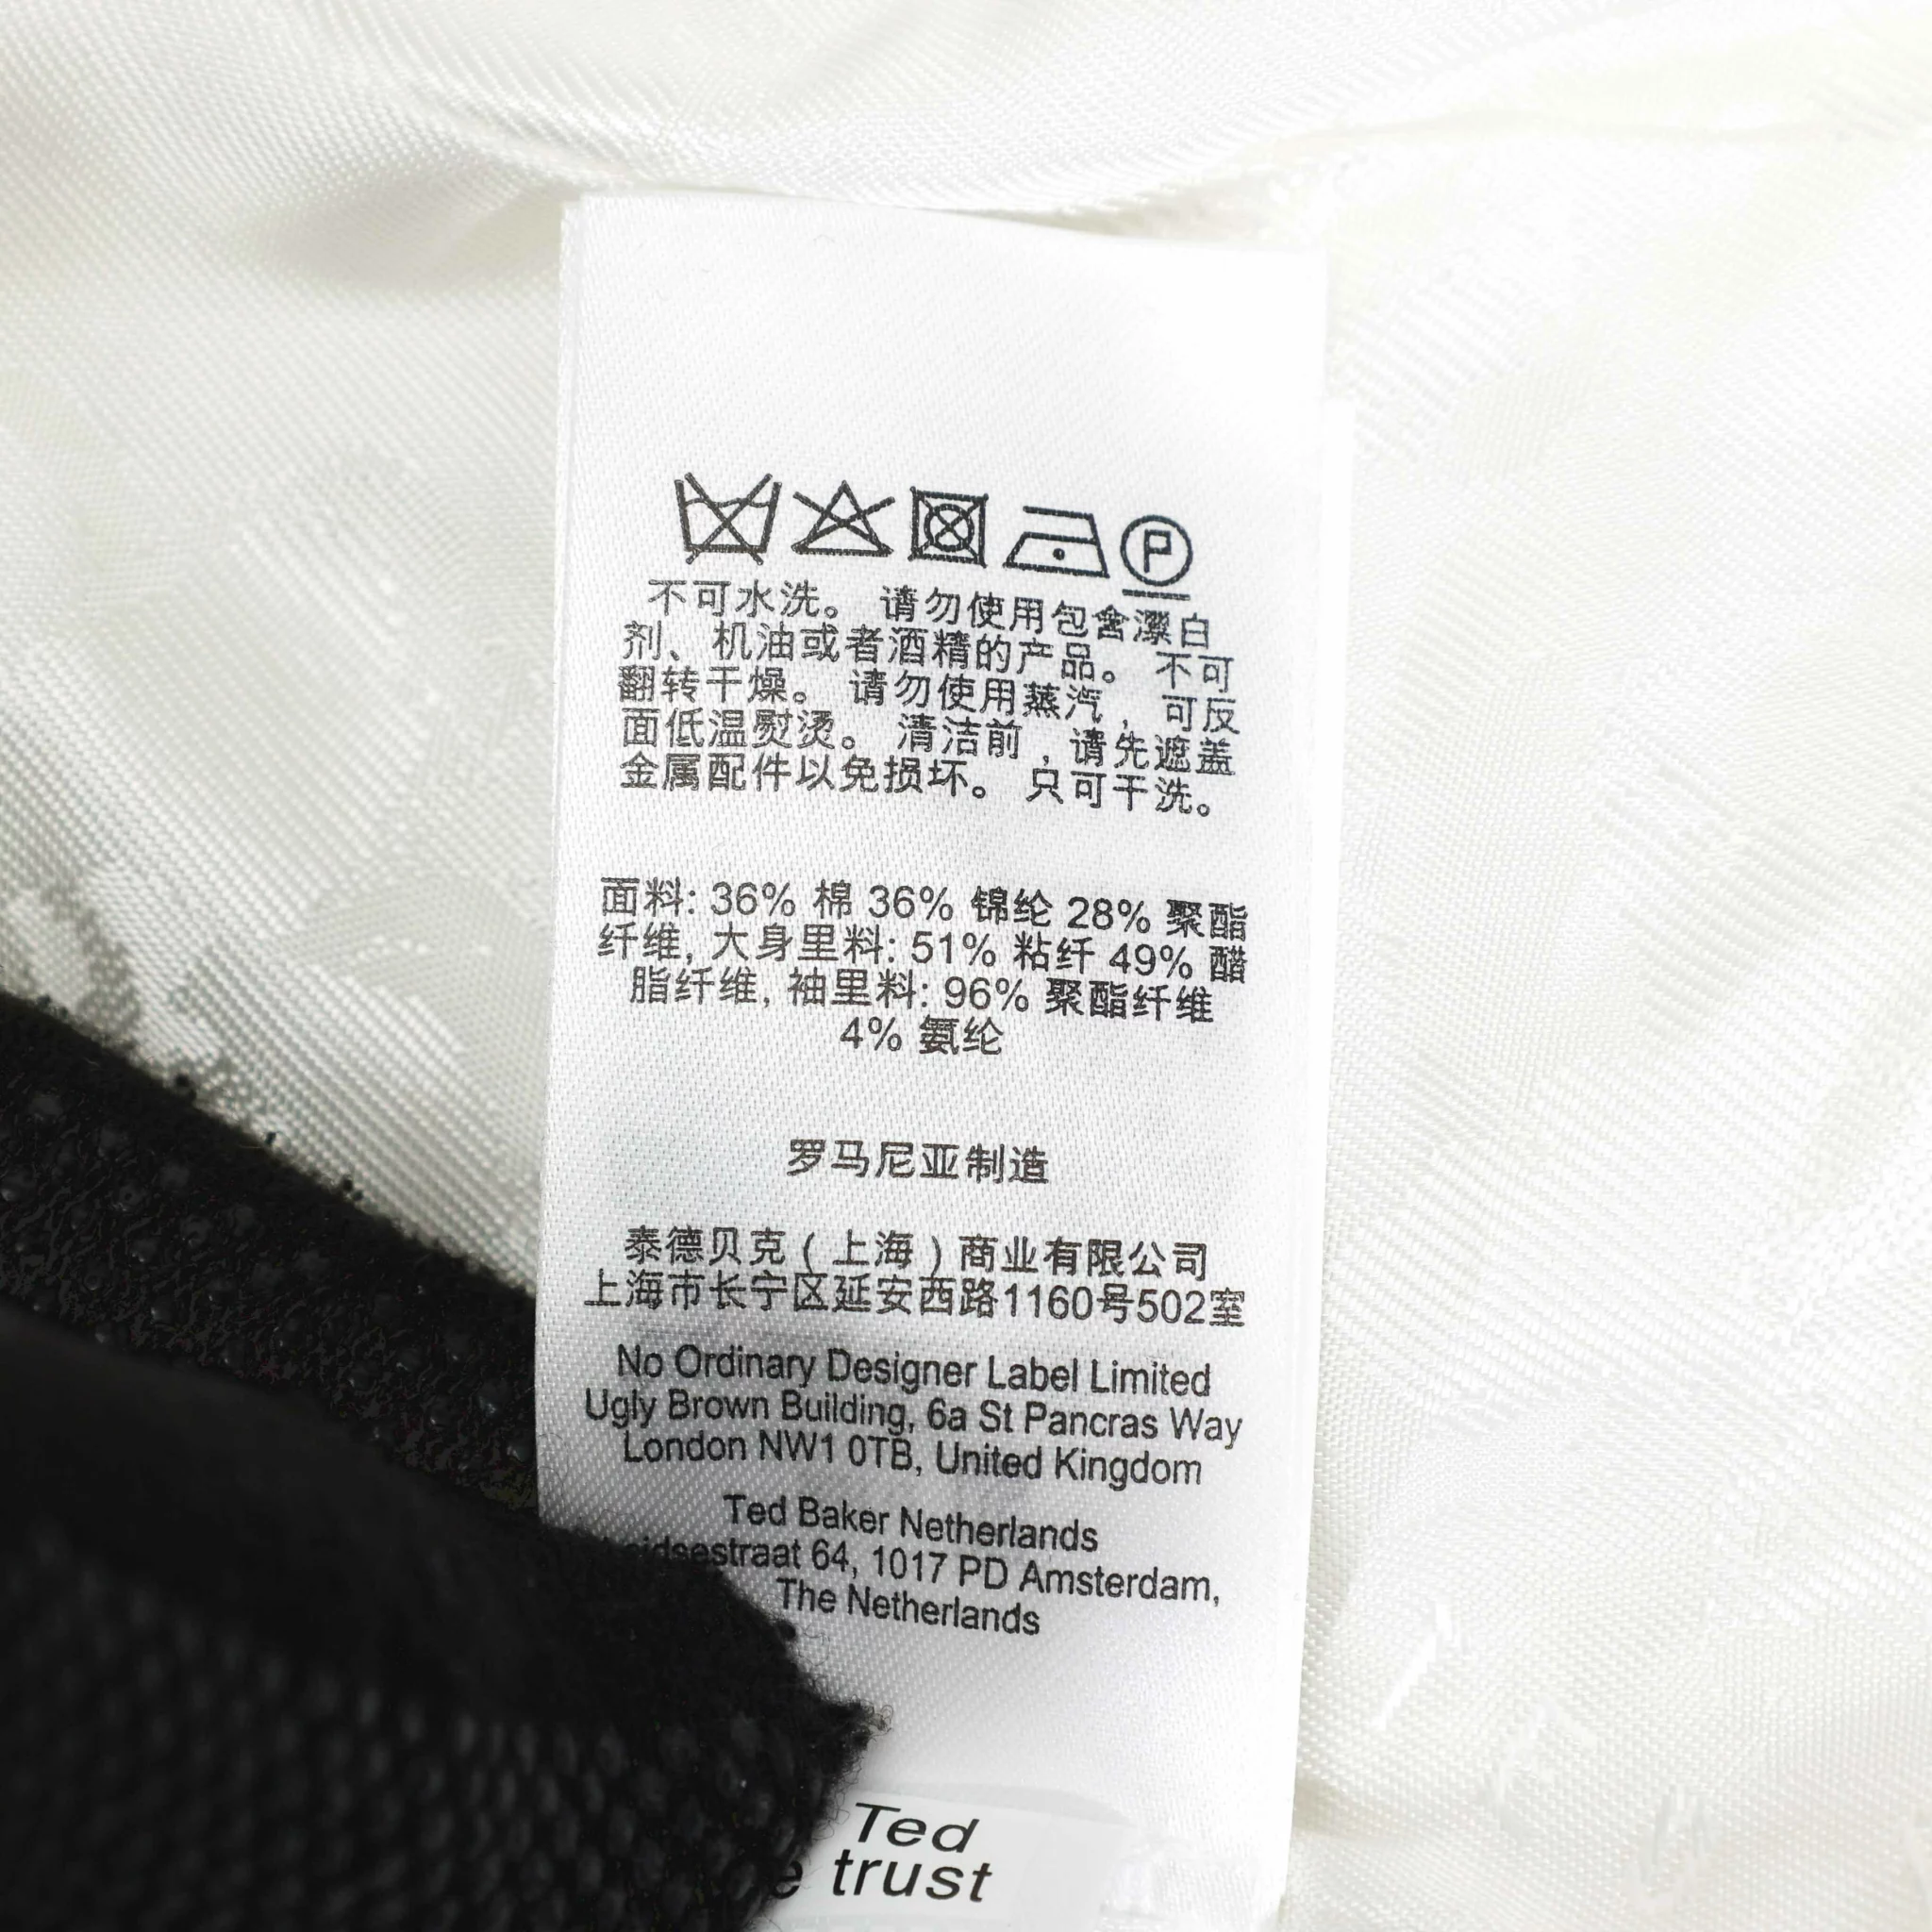 P
不可水洗。 请勿使用包含漂白
剂、机油或者酒精的产品。 不可
翻转干燥。 请勿使用蒸汽，可反
面低温熨烫。 清洁前，请先遮盖
金属配件以免损坏。 只可干洗。
面料: 36% 棉 36% 锦纶 28% 聚酯
纤维, 大身里料: 51% 粘纤 49% 醋
脂纤维, 袖里料: 96% 聚酯纤维
4% 氨纶
罗马尼亚制造
泰德贝克（上海）商业有限公司
上海市长宁区延安西路1160号502室
No Ordinary Designer Label Limited
Ugly Brown Building, 6a St Pancras Way
London NW1 0TB, United Kingdom
Ted Baker Netherlands
64, 1017 PD Amsterdam,
The Netherlands
Ted
trust